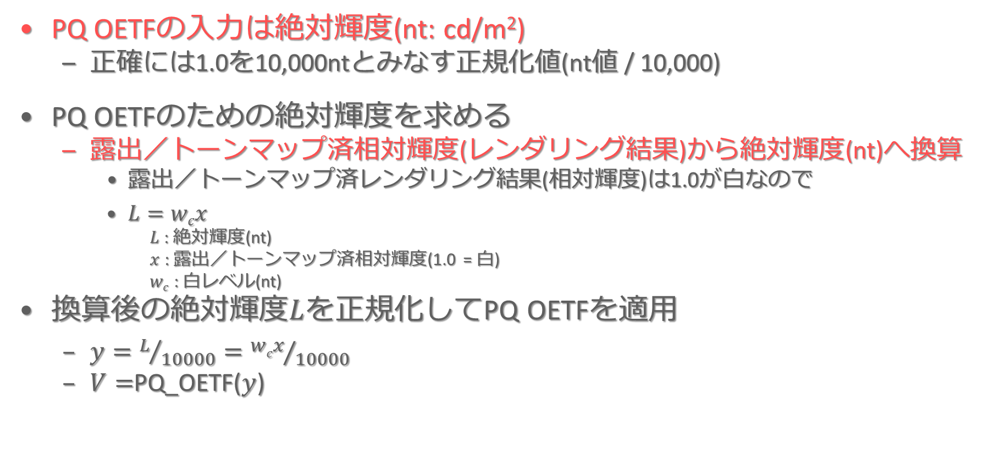 • PQ OETFの入力は絶対輝度(nt: cd/m²)
– 正確には1.0を10,000ntとみなす正規化値(nt値 / 10,000)
• PQ OETFのための絶対輝度を求める
– 露出／トーンマップ済相対輝度(レンダリング結果)から絶対輝度(nt)へ換算
• 露出／トーンマップ済レンダリング結果(相対輝度)は1.0が白なので
• L = w_c x
L : 絶対輝度(nt)
x : 露出／トーンマップ済相対輝度(1.0 = 白)
w_c : 白レベル(nt)
• 換算後の絶対輝度Lを正規化してPQ OETFを適用
– y = L/10000 = w_c x/10000
– V =PQ_OETF(y)